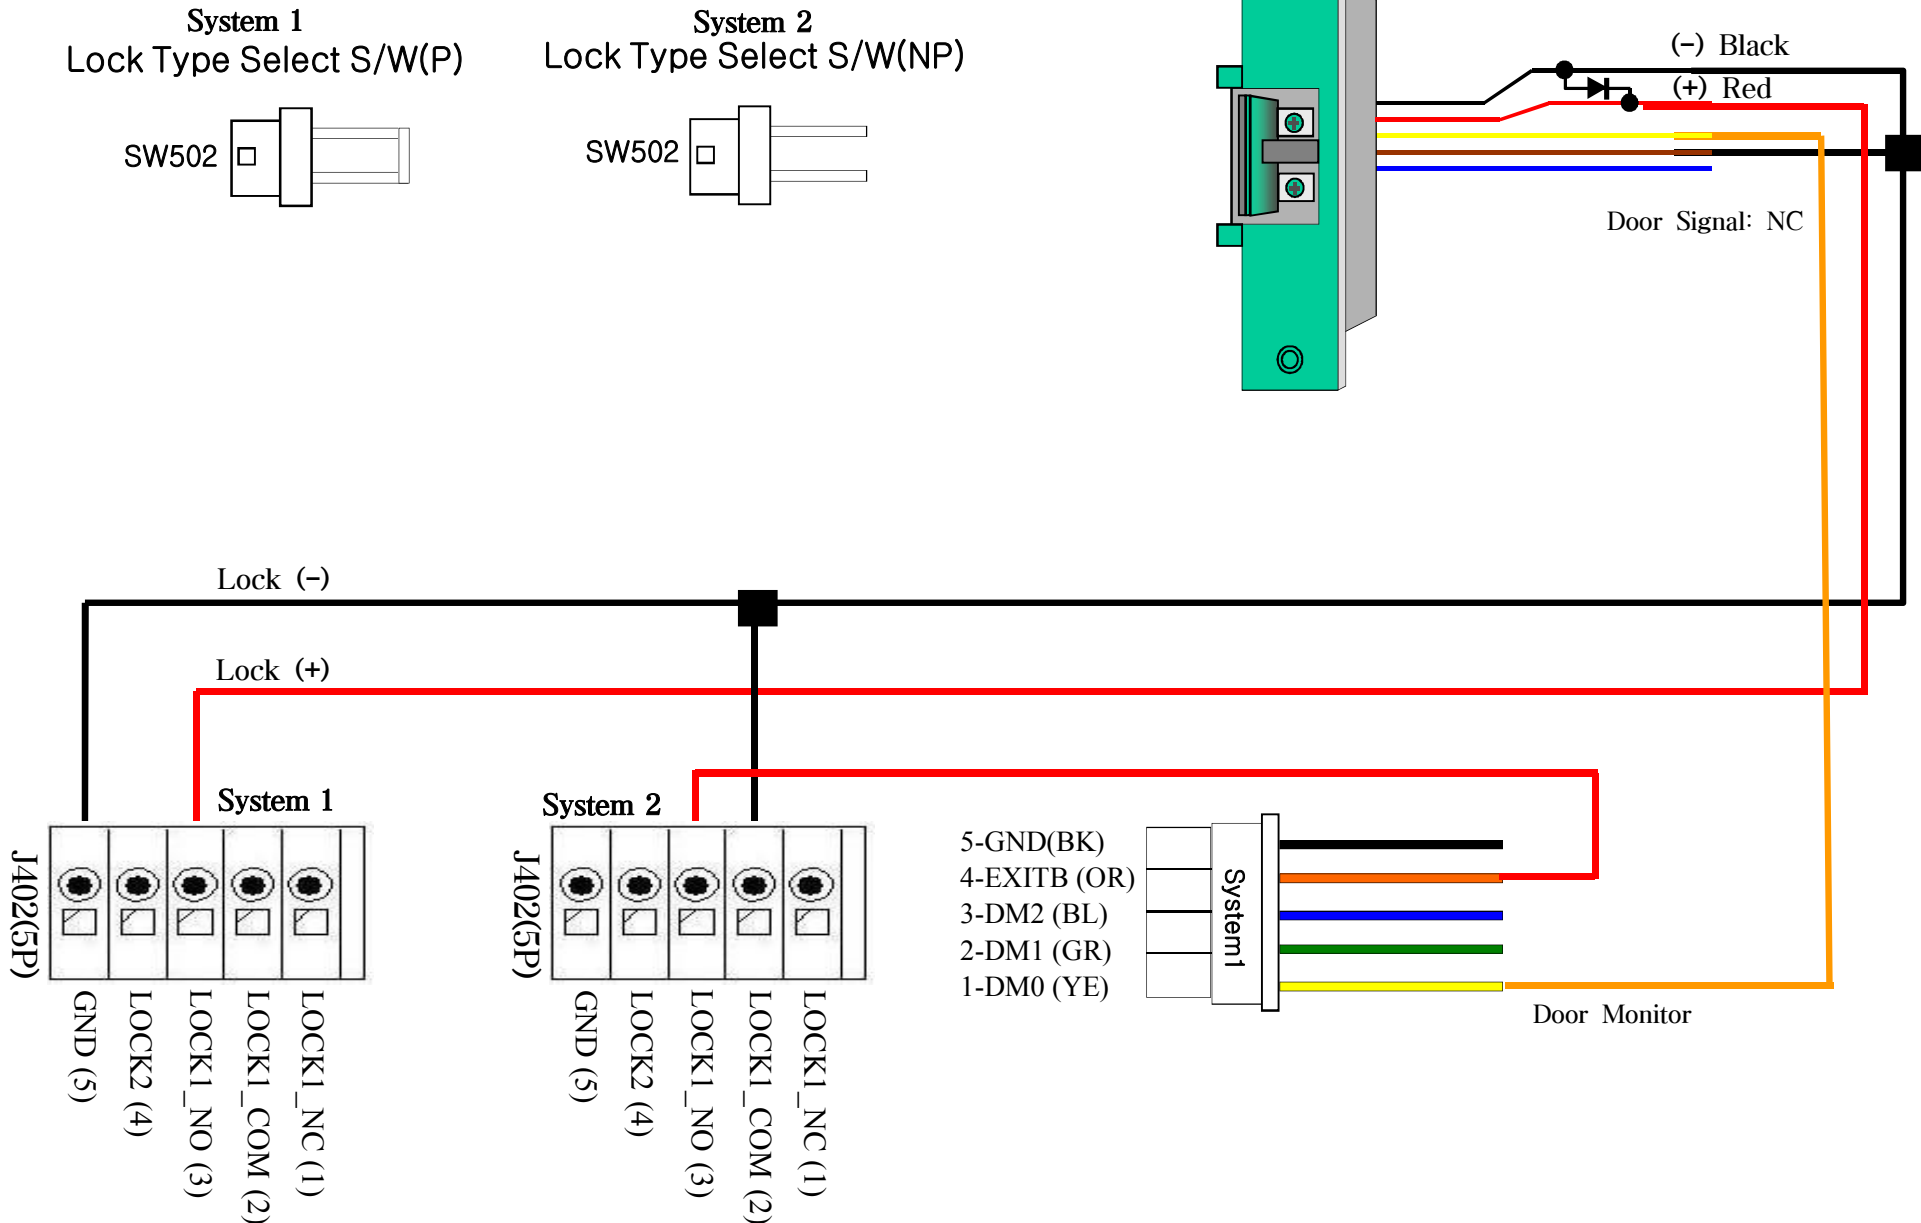 System 1
Lock Type Select S/W(P)
SW502
System 2
Lock Type Select S/W(NP)
SW502
(-) Black
(+) Red
Door Signal: NC
Lock (-)
Lock (+)
System 1
J402(5P)
GND (5)
LOCK2 (4)
LOCK1_NO (3)
LOCK1_COM (2)
LOCK1_NC (1)
System 2
J402(5P)
GND (5)
LOCK2 (4)
LOCK1_NO (3)
LOCK1_COM (2)
LOCK1_NC (1)
5-GND(BK)
4-EXITB (OR)
3-DM2 (BL)
2-DM1 (GR)
1-DM0 (YE)
System1
Door Monitor